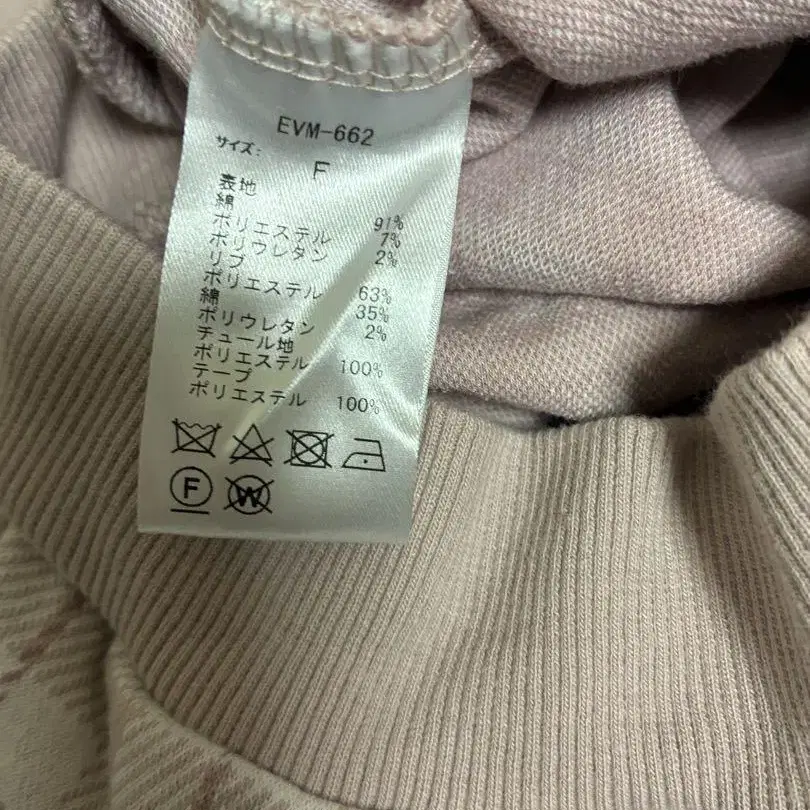 EVM-662
サイズ:
F
表地
綿 91%
ポリエステル 7%
ポリウレタン 2%
リブ
ポリエステル 63%
綿 35%
ポリウレタン 2%
チュール地
ポリエステル 100%
テープ
ポリエステル 100%
F W